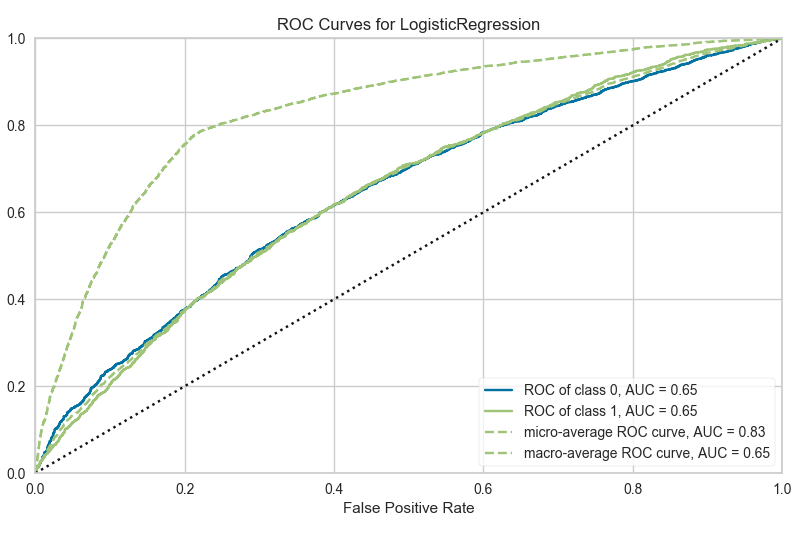 ROC Curves for LogisticRegression
1.0
0.8
0.6
0.4
0.2
0.0
0.0 0.2 0.4 0.6 0.8 1.0
False Positive Rate
ROC of class 0, AUC = 0.65
ROC of class 1, AUC = 0.65
micro-average ROC curve, AUC = 0.83
macro-average ROC curve, AUC = 0.65